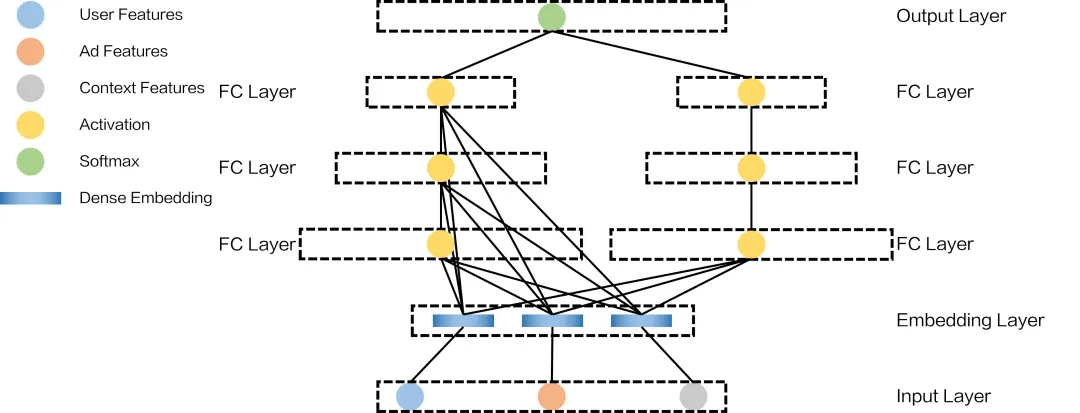 User Features
Output Layer
Ad Features
Context Features
FC Layer
FC Layer
Activation
Softmax
FC Layer
FC Layer
Dense Embedding
FC Layer
FC Layer
Embedding Layer
Input Layer